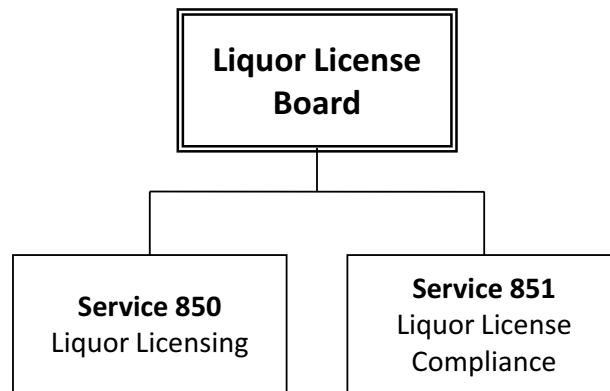 Liquor License
Board
Service 850
Liquor Licensing
Service 851
Liquor License
Compliance